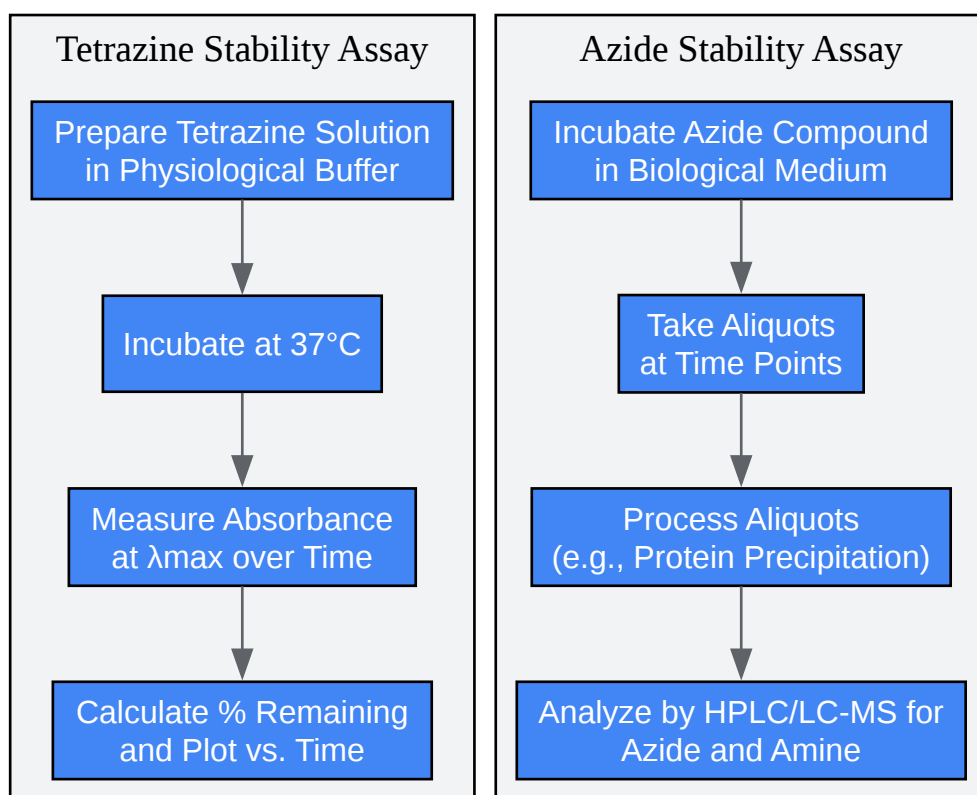 Tetrazine Stability Assay
Prepare Tetrazine Solution
in Physiological Buffer
Incubate at 37°C
Measure Absorbance
at λmax over Time
Calculate % Remaining
and Plot vs. Time
Azide Stability Assay
Incubate Azide Compound
in Biological Medium
Take Aliquots
at Time Points
Process Aliquots
(e.g., Protein Precipitation)
Analyze by HPLC/LC-MS for
Azide and Amine